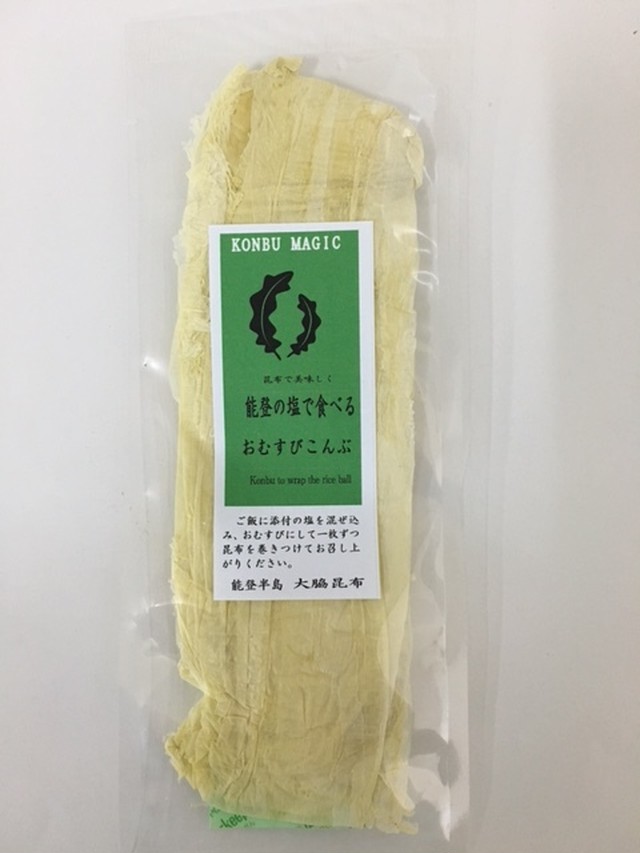 KONBU MAGIC
昆布で美味しく
能登の塩で食べる
おむすびこんぶ
Konbu to wrap the rice ball
ご飯に添付の塩を混ぜ込
み、おむすびにして一枚ずつ
昆布を巻きつけてお召し上
がりください。
能登半島 大脇昆布